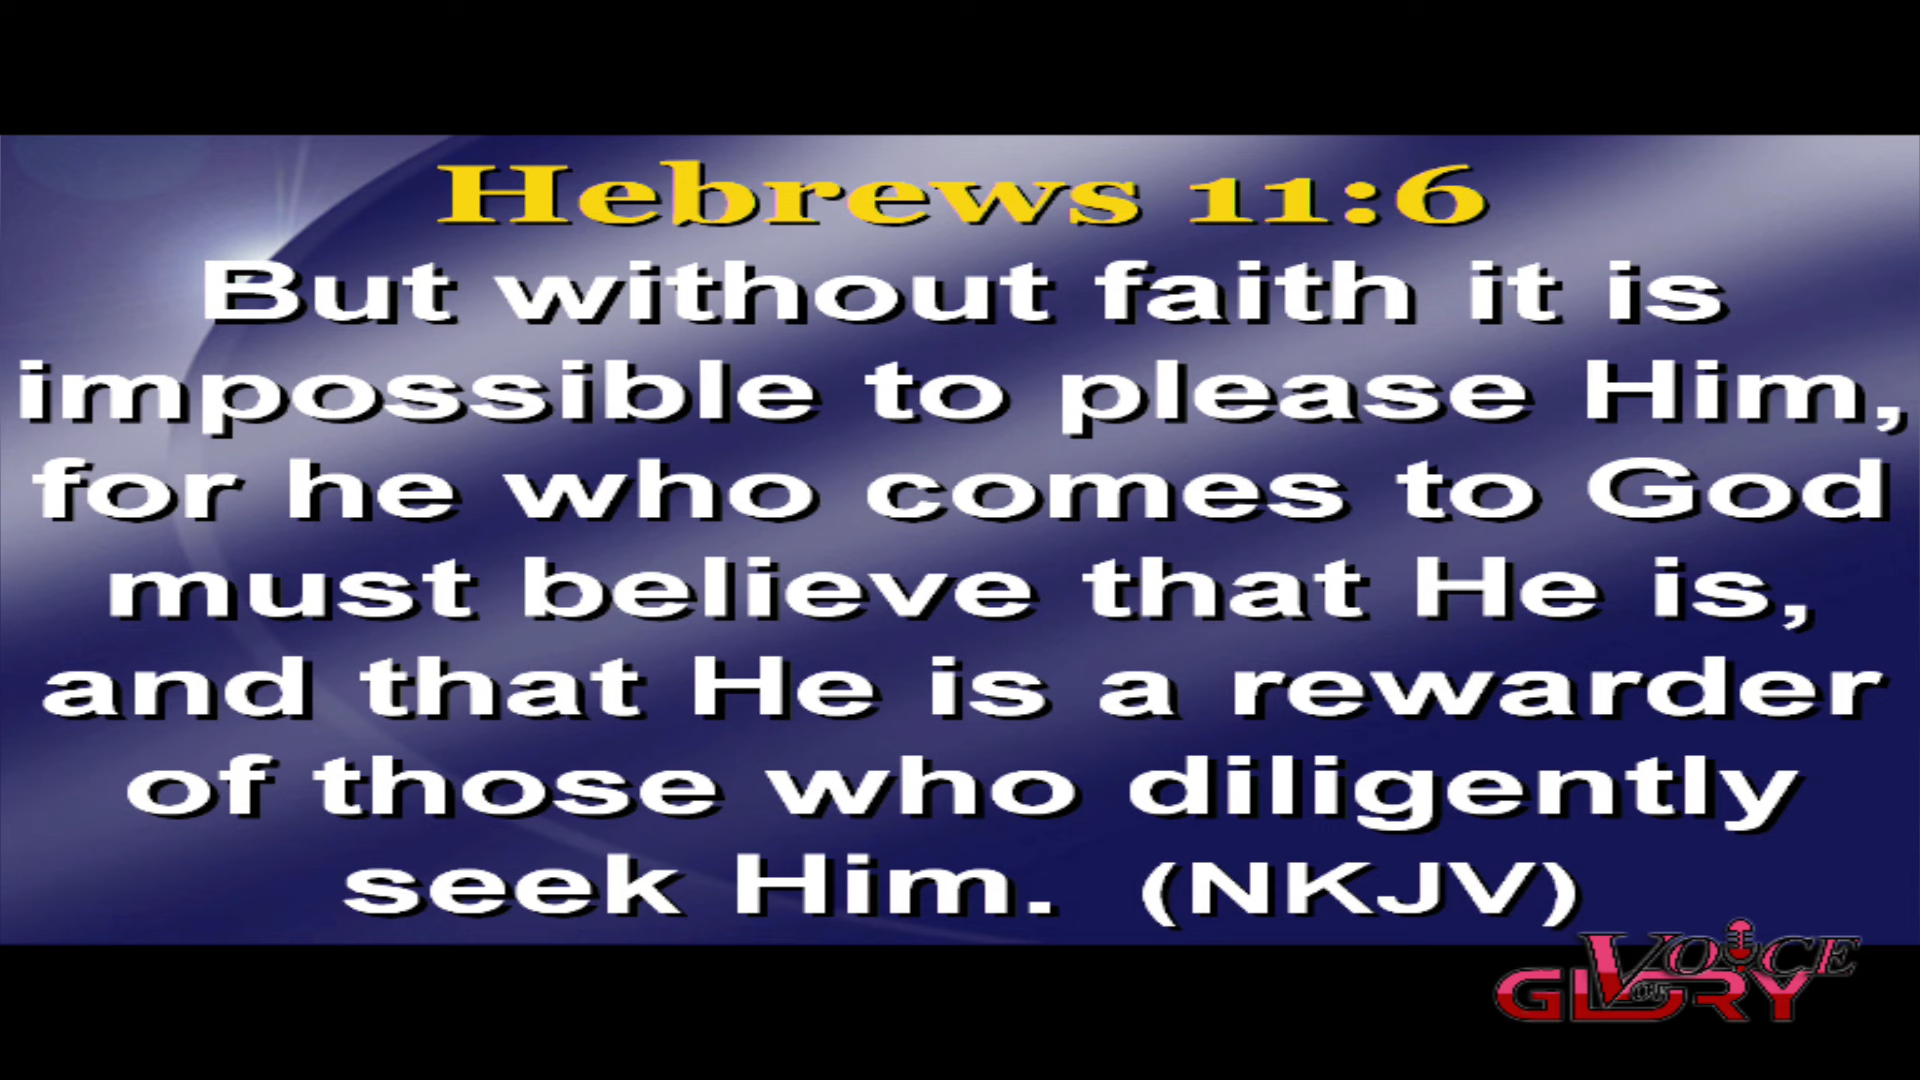 Hebrews 11:6
But without faith it is
impossible to please Him,
for he who comes to God
must believe that He is,
and that He is a rewarder
of those who diligently
seek Him. (NKJV)
VOICE
OF
GLORY